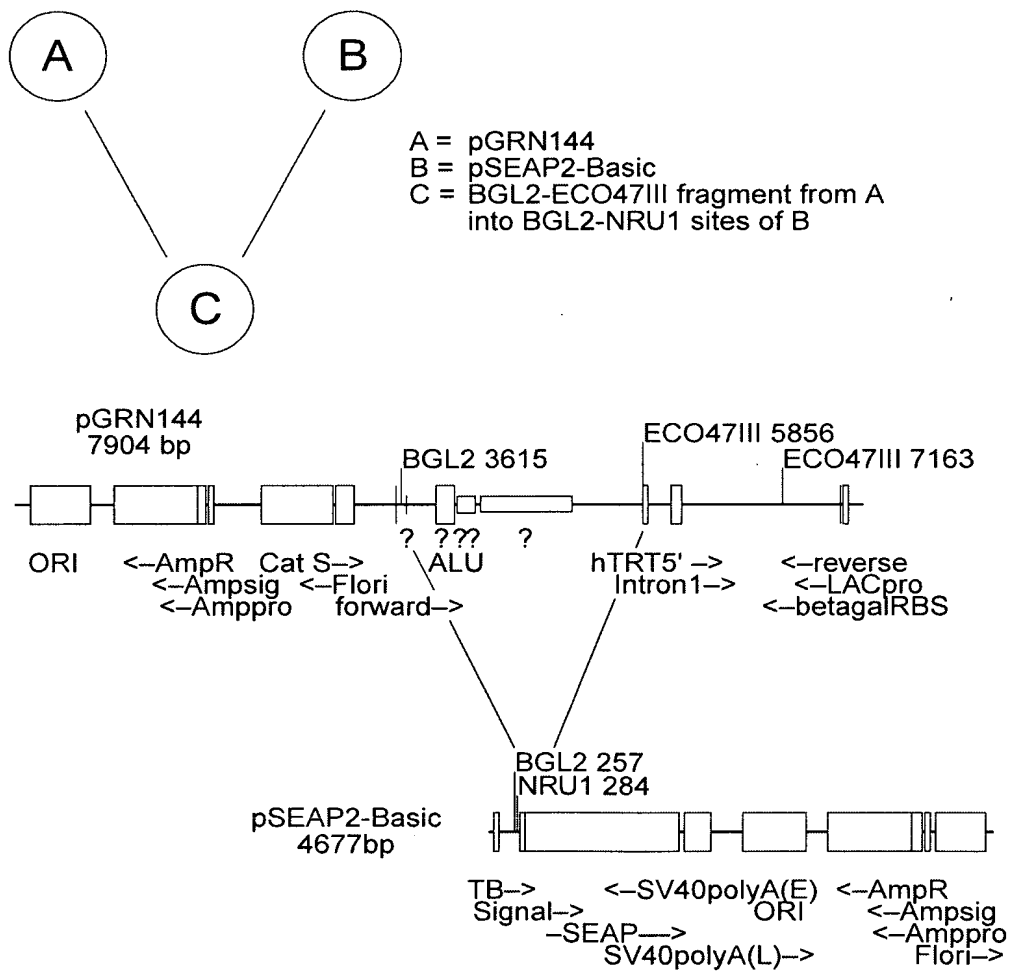 A
B
C
A = pGRN144
B = pSEAP2-Basic
C = BGL2-ECO47III fragment from A
into BGL2-NRU1 sites of B
pGRN144
7904 bp
ECO47III 5856
BGL2 3615
ECO47III 7163
? ? ?? ?
ORI <–AmpR Cat S–> ALU hTRT5' –> <–reverse
<–Ampsig <–Flori Intron1–> <–LACpro
<–Amppro forward–> <–betagalRBS
BGL2 257
NRU1 284
pSEAP2-Basic
4677bp
TB–> <–SV40polyA(E) <–AmpR
Signal–> ORI <–Ampsig
–SEAP—> <–Amppro
SV40polyA(L)–> Flori–>